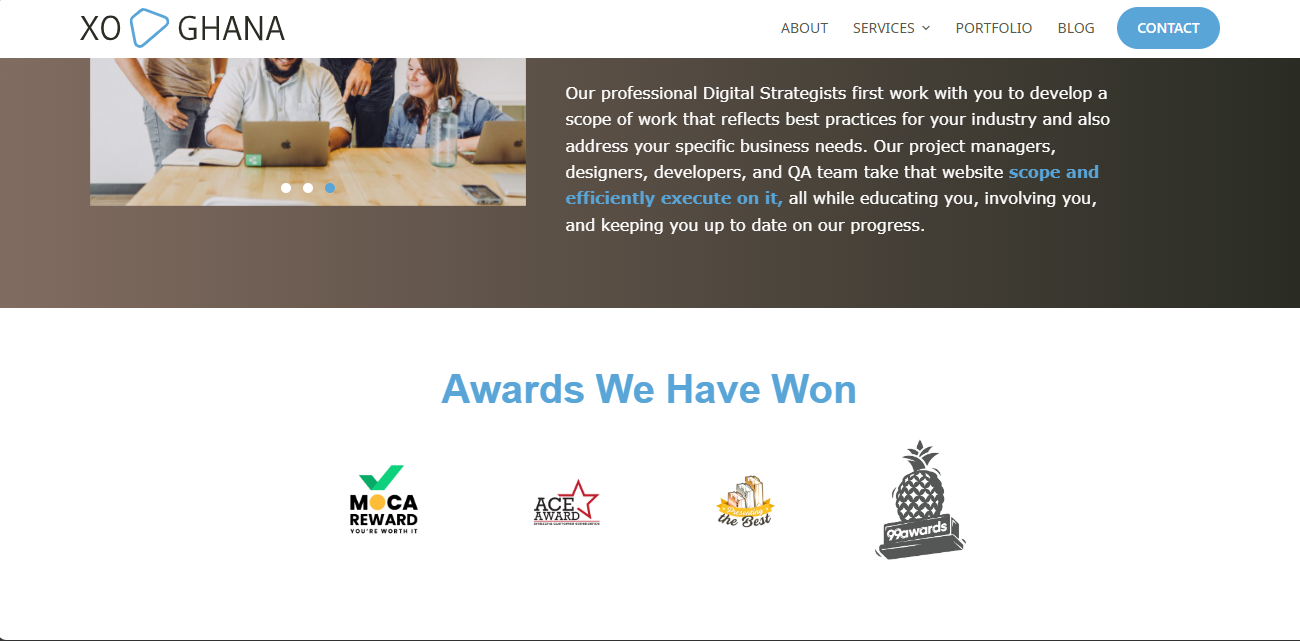 XO GHANA
ABOUT SERVICES PORTFOLIO BLOG CONTACT
Our professional Digital Strategists first work with you to develop a
scope of work that reflects best practices for your industry and also
address your specific business needs. Our project managers,
designers, developers, and QA team take that website scope and
efficiently execute on it, all while educating you, involving you,
and keeping you up to date on our progress.
Awards We Have Won
MOCA
REWARD
YOU'RE WORTH IT
ACE
AWARD
Presenting
the Best
99awards